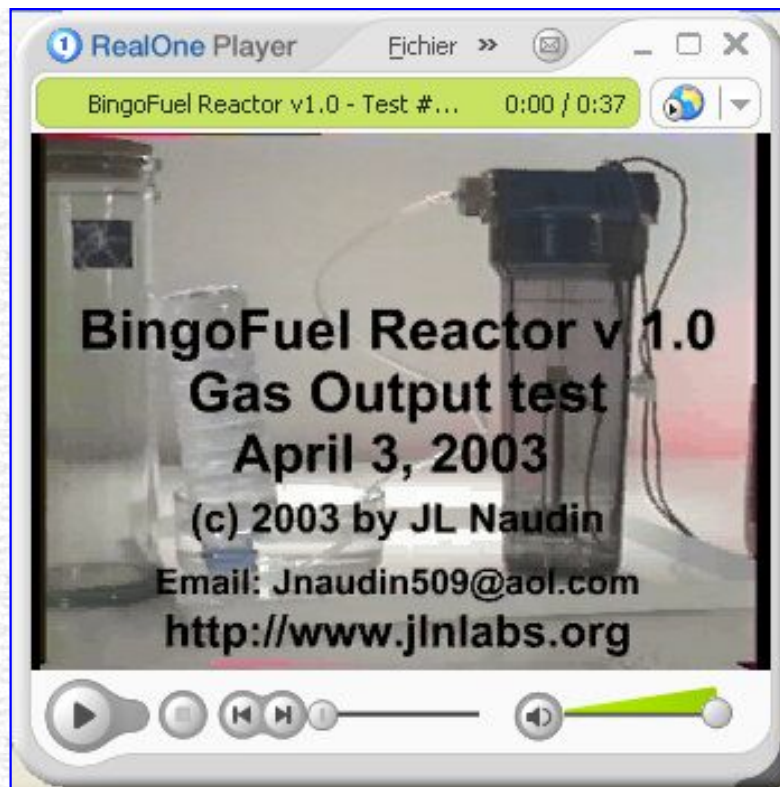 RealOne Player Fichier »
BingoFuel Reactor v1.0 - Test #... 0:00 / 0:37
BingoFuel Reactor v 1.0
Gas Output test
April 3, 2003
(c) 2003 by JL Naudin
Email: Jnaudin509@aol.com
http://www.jlnlabs.org